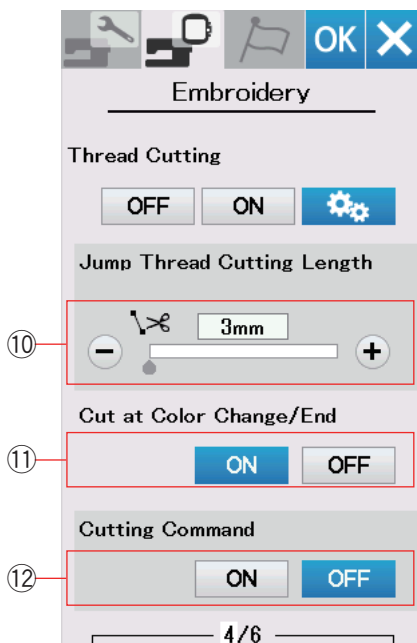 OK
Embroidery
Thread Cutting
OFF ON
Jump Thread Cutting Length
⑩ 3mm
− +
Cut at Color Change/End
⑪ ON OFF
Cutting Command
⑫ ON OFF
4/6